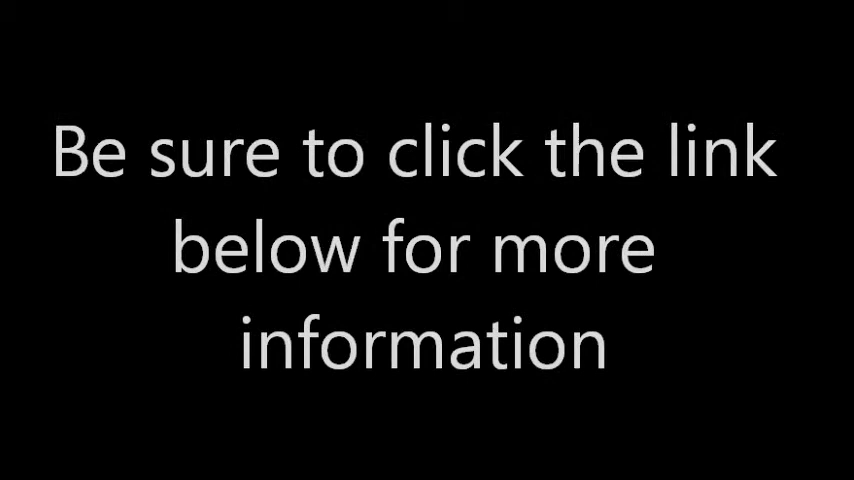 Be sure to click the link
below for more
information